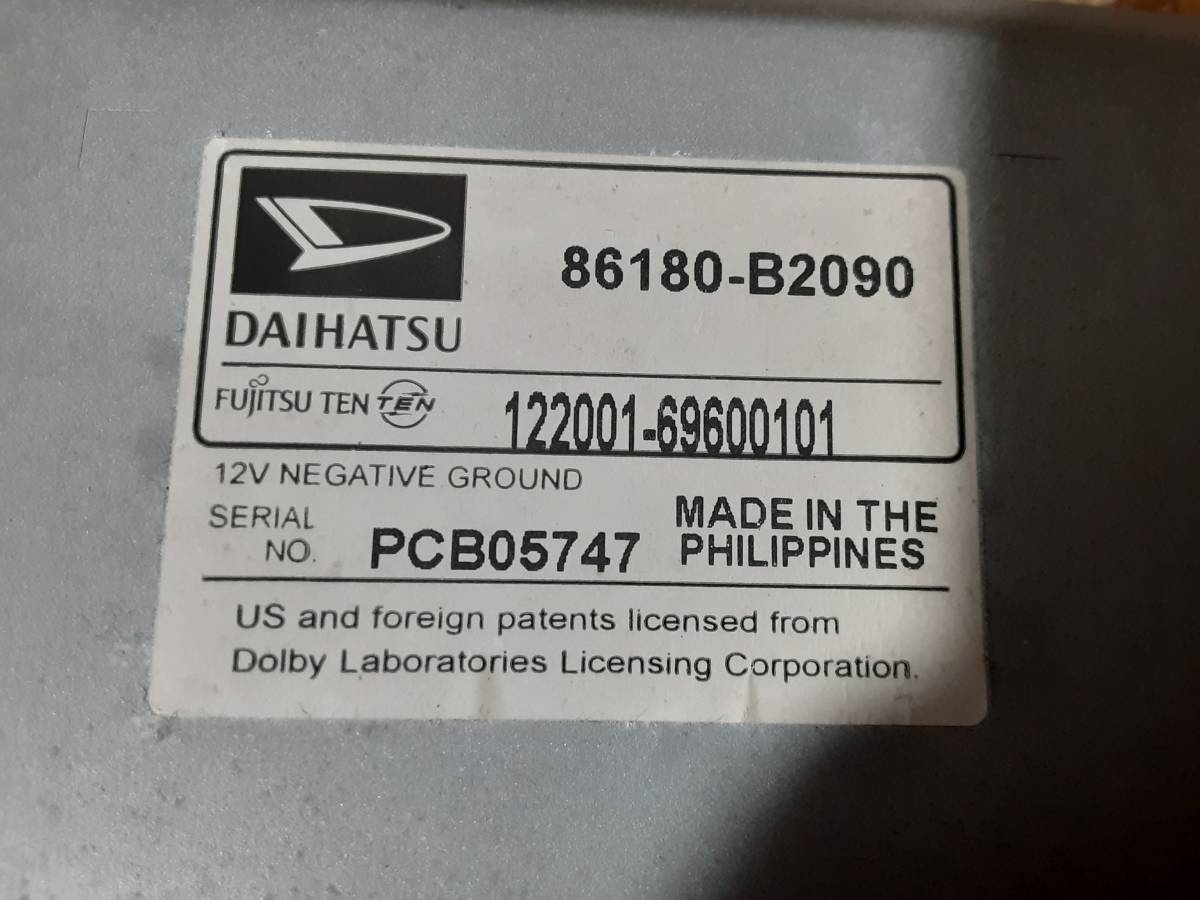 86180-B2090
DAIHATSU
FUJITSU TEN TEN 122001-69600101
12V NEGATIVE GROUND
SERIAL NO. PCB05747
MADE IN THE
PHILIPPINES
US and foreign patents licensed from
Dolby Laboratories Licensing Corporation.